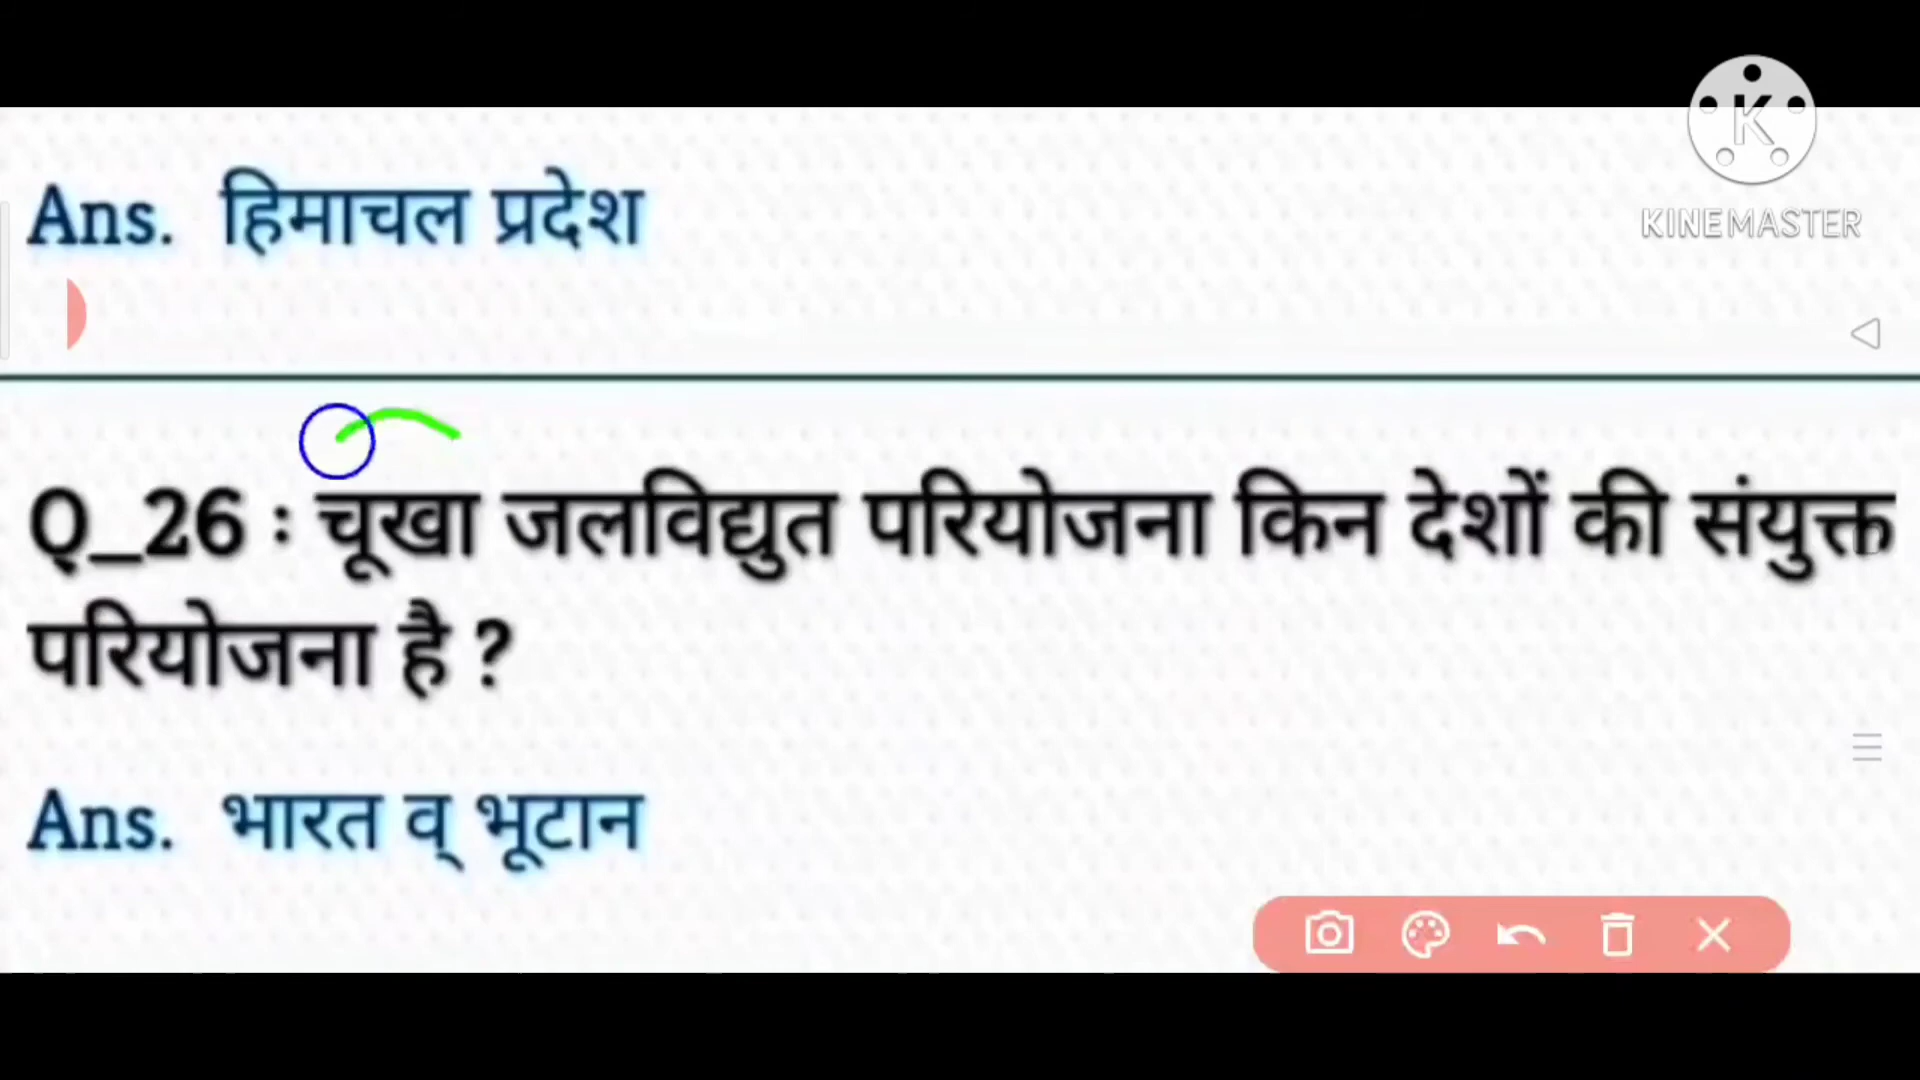 K
KINEMASTER
Ans. हिमाचल प्रदेश
Q_26 : चूखा जलविद्युत परियोजना किन देशों की संयुक्त
परियोजना है ?
Ans. भारत व् भूटान